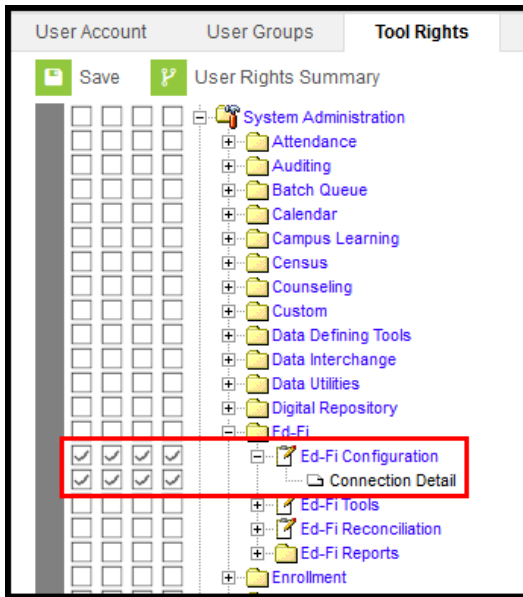 User Account User Groups Tool Rights
Save User Rights Summary
System Administration
Attendance
Auditing
Batch Queue
Calendar
Campus Learning
Census
Counseling
Custom
Data Defining Tools
Data Interchange
Data Utilities
Digital Repository
Ed-Fi
Ed-Fi Configuration
Connection Detail
Ed-Fi Tools
Ed-Fi Reconciliation
Ed-Fi Reports
Enrollment